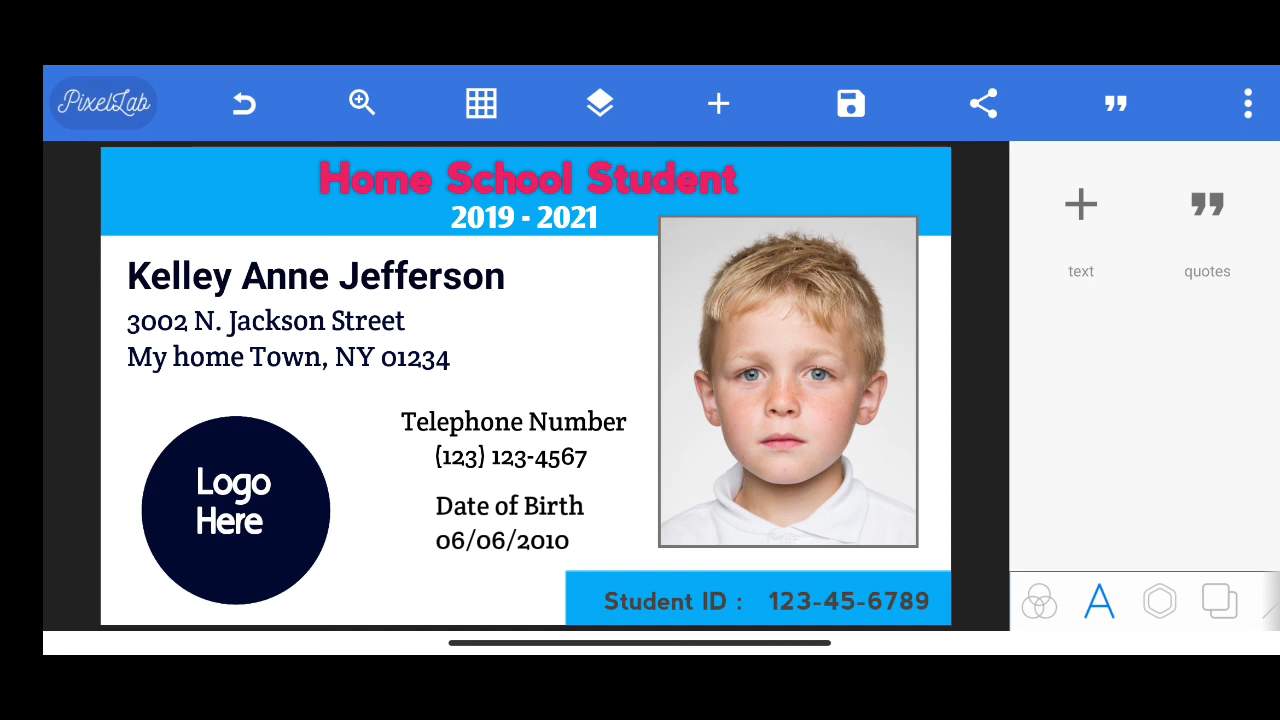 PixelLab
Home School Student
2019 - 2021
Kelley Anne Jefferson
3002 N. Jackson Street
My home Town, NY 01234
Telephone Number
(123) 123-4567
Date of Birth
06/06/2010
Logo
Here
Student ID : 123-45-6789
text
quotes